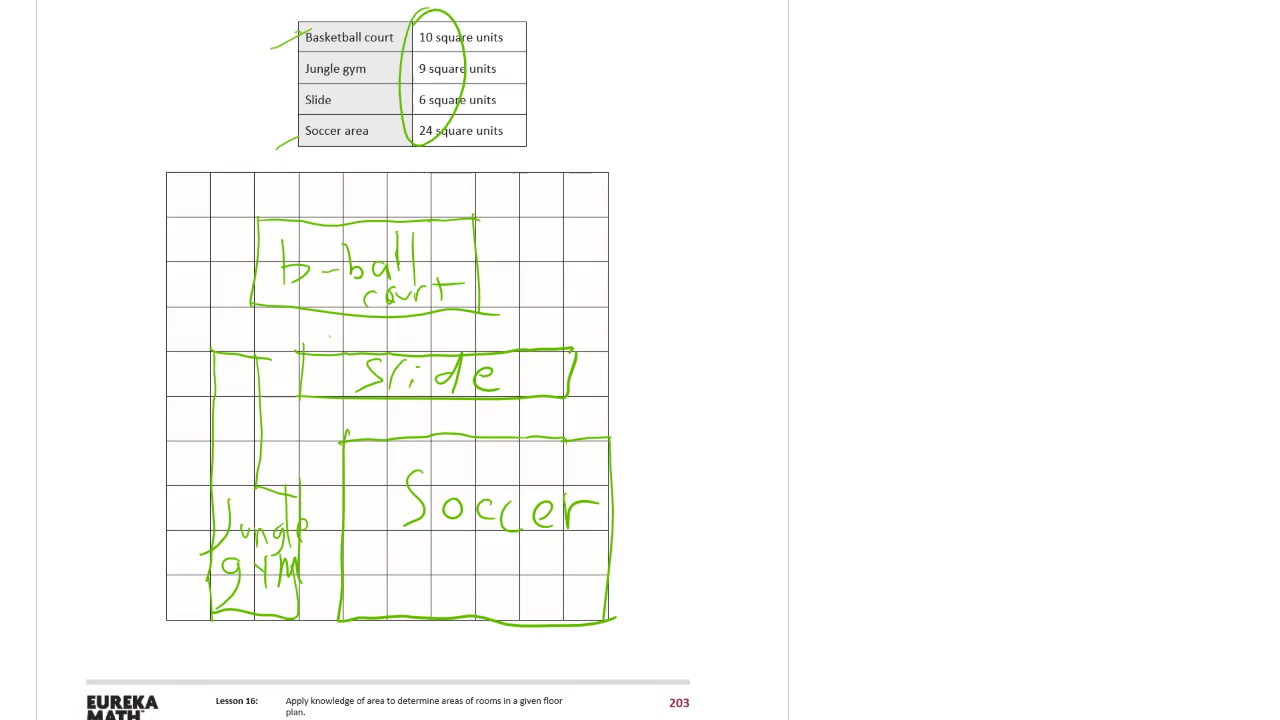 Basketball court 10 square units
Jungle gym 9 square units
Slide 6 square units
Soccer area 24 square units
b-ball
court
Slide
Soccer
Jungle
gym
EUREKA
MATH™
Lesson 16: Apply knowledge of area to determine areas of rooms in a given floor
plan.
203